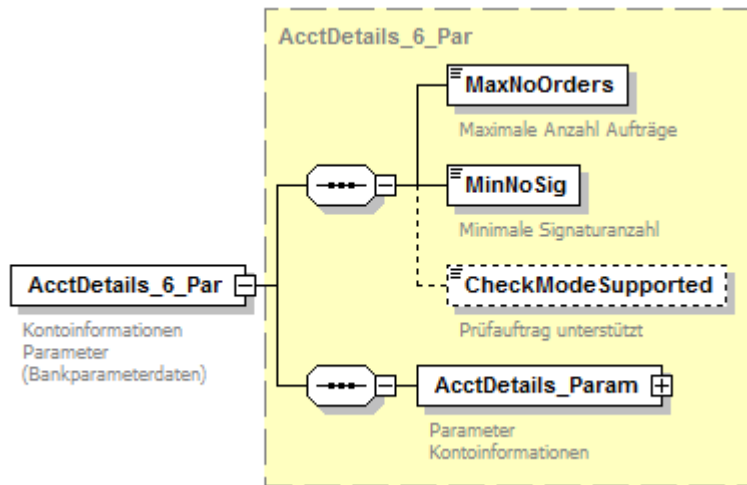 AcctDetails_6_Par
MaxNoOrders
Maximale Anzahl Aufträge
MinNoSig
Minimale Signaturanzahl
CheckModeSupported
Prüfauftrag unterstützt
AcctDetails_6_Par
Kontoinformationen
Parameter
(Bankparameterdaten)
AcctDetails_Param
Parameter
Kontoinformationen